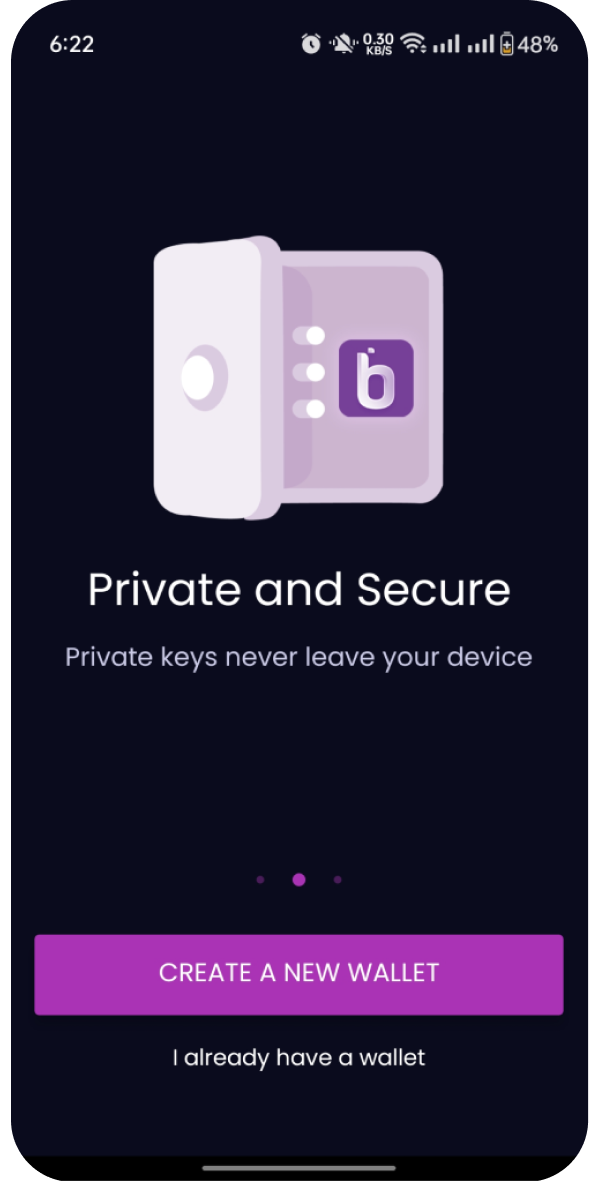 6:22
0.30
KB/S
48%
b
Private and Secure
Private keys never leave your device
CREATE A NEW WALLET
I already have a wallet